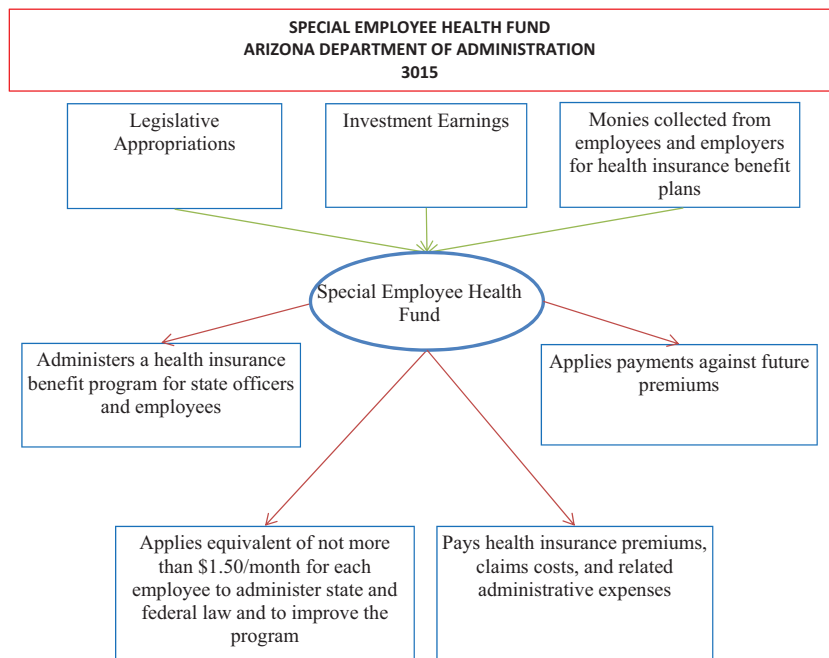 SPECIAL EMPLOYEE HEALTH FUND
ARIZONA DEPARTMENT OF ADMINISTRATION
3015
Legislative
Appropriations
Investment Earnings
Monies collected from
employees and employers
for health insurance benefit
plans
Special Employee Health
Fund
Administers a health insurance
benefit program for state officers
and employees
Applies payments against future
premiums
Applies equivalent of not more
than $1.50/month for each
employee to administer state and
federal law and to improve the
program
Pays health insurance premiums,
claims costs, and related
administrative expenses